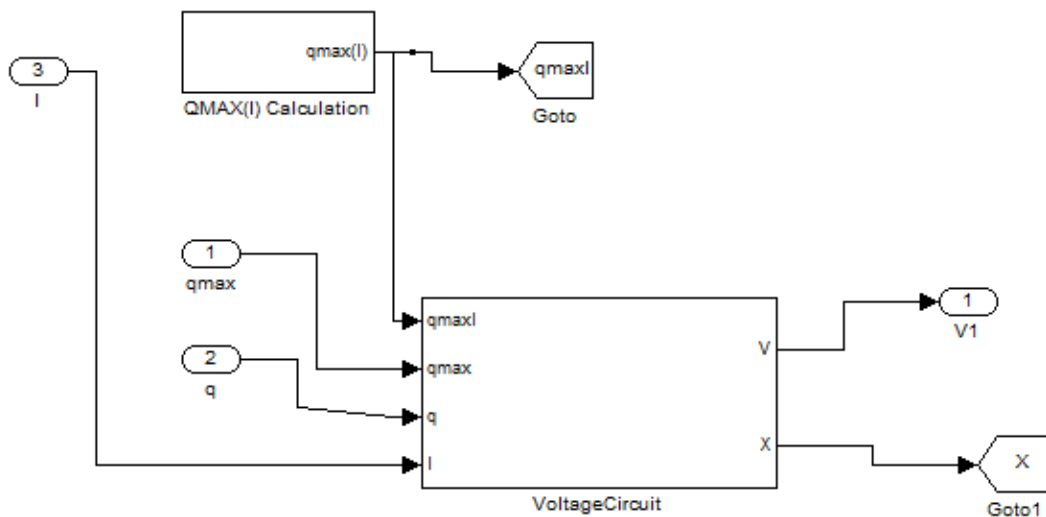 3
I
qmax(I)
QMAX(I) Calculation
qmaxI
Goto
1
qmax
2
q
qmaxI
qmax
q
I
V
X
VoltageCircuit
1
V1
X
Goto1